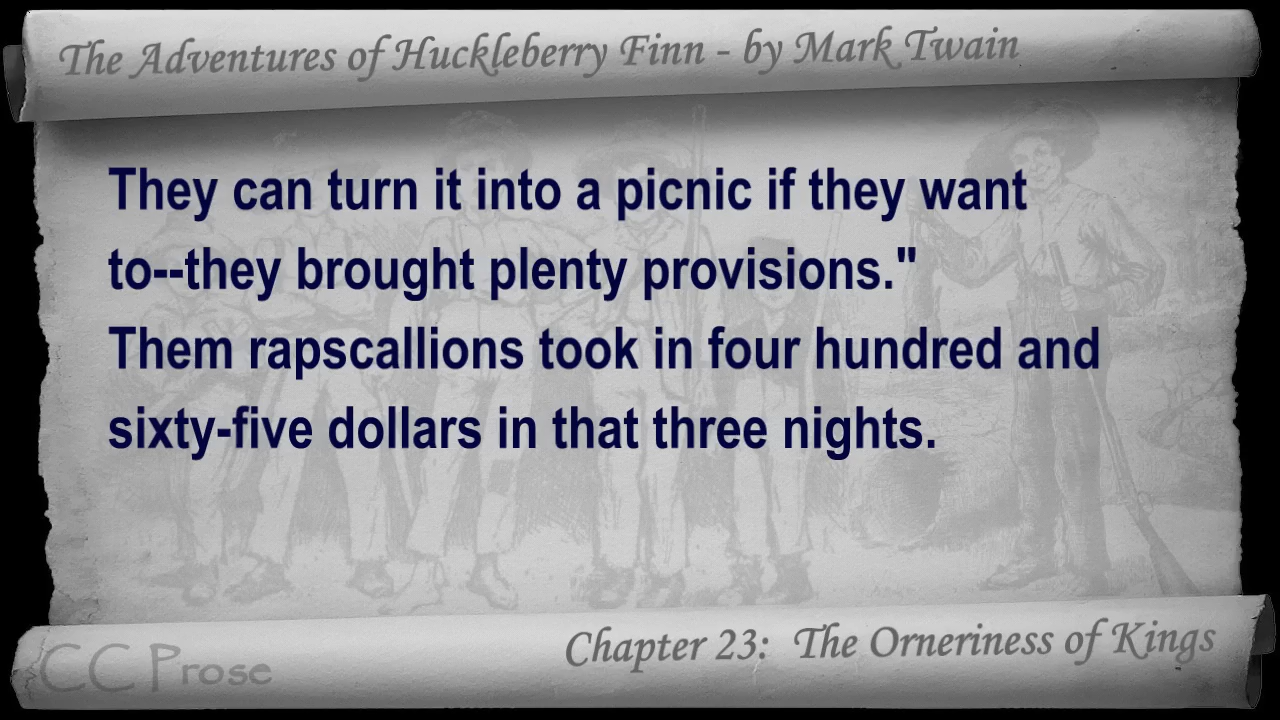 The Adventures of Huckleberry Finn - by Mark Twain
They can turn it into a picnic if they want
to--they brought plenty provisions."
Them rapscallions took in four hundred and
sixty-five dollars in that three nights.
Chapter 23: The Orneriness of Kings
CC Prose